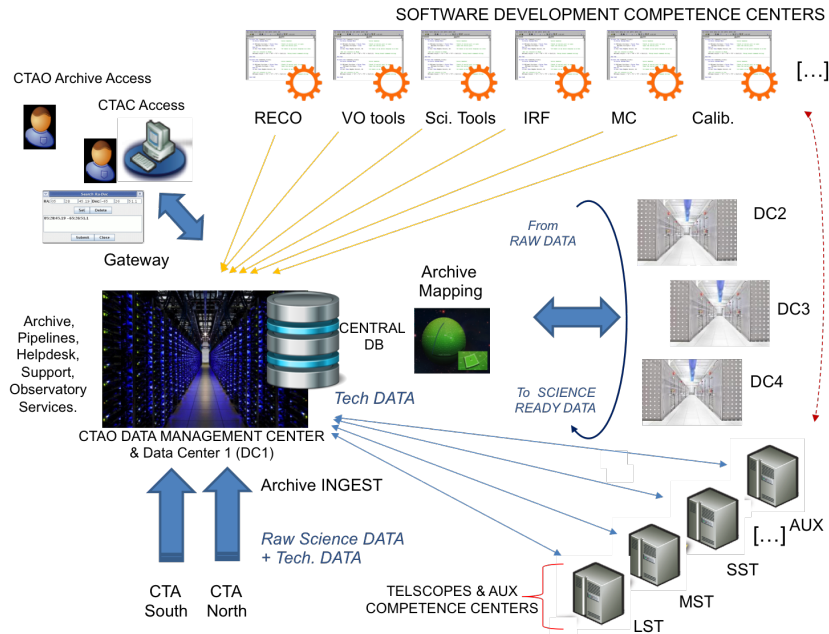 SOFTWARE DEVELOPMENT COMPETENCE CENTERS
[...]
RECO
VO tools
Sci. Tools
IRF
MC
Calib.
CTAO Archive Access
CTAC Access
Submit
Close
Gateway
From
RAW DATA
DC2
DC3
DC4
Archive
Mapping
To SCIENCE
READY DATA
Archive,
Pipelines,
Helpdesk,
Support,
Observatory
Services.
CENTRAL
DB
Tech DATA
CTAO DATA MANAGEMENT CENTER
& Data Center 1 (DC1)
Archive INGEST
Raw Science DATA
+ Tech. DATA
CTA
South
CTA
North
TELSCOPES & AUX
COMPETENCE CENTERS
LST
MST
SST
[...]
AUX